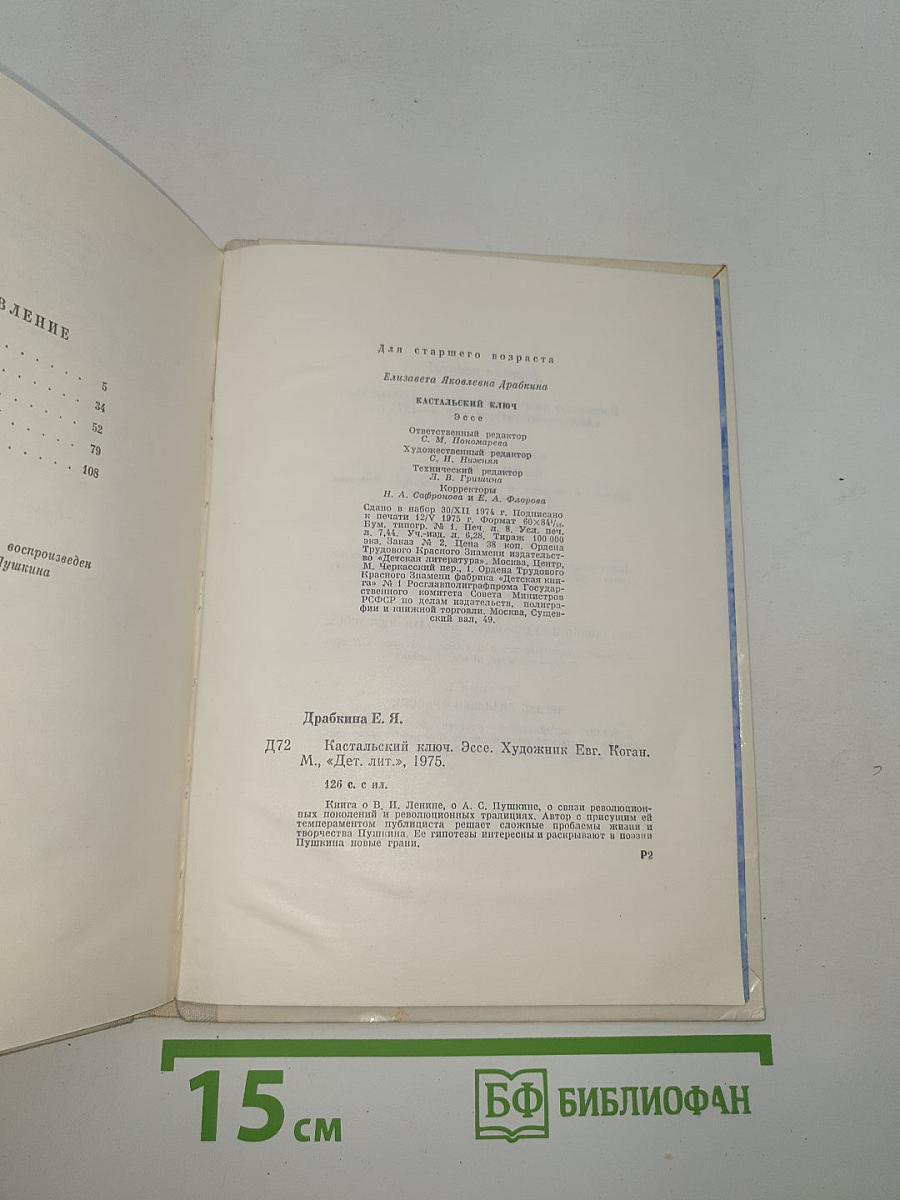 ВЛЕНИЕ
5
34
52
79
108
воспроизведен
Пушкина
Для старшего возраста
Елизавета Яковлевна Драбкина
КАСТАЛЬСКИЙ КЛЮЧ
Эссе
Ответственный редактор
С. М. Пономарева
Художественный редактор
С. И. Нижняя
Технический редактор
Л. В. Гришина
Корректоры
Н. А. Сафронова и Е. А. Флорова
Сдано в набор 30/XII 1974 г. Подписано
к печати 12/V 1975 г. Формат 60×84 1/16.
Бум. типогр. № 1. Печ. л. 8. Усл. печ.
л. 7,44. Уч.-изд. л. 6,28. Тираж 100 000
экз. Заказ № 2. Цена 38 коп. Ордена
Трудового Красного Знамени издательст-
во «Детская литература». Москва, Центр,
М. Черкасский пер., 1. Ордена Трудового
Красного Знамени фабрика «Детская кни-
га» № 1 Росглавполиграфпрома Государ-
ственного комитета Совета Министров
РСФСР по делам издательств, полигра-
фии и книжной торговли. Москва, Сущев-
ский вал, 49.
Драбкина Е. Я.
Д72 Кастальский ключ. Эссе. Художник Евг. Коган.
М., «Дет. лит.», 1975.
126 с. с ил.
Книга о В. И. Ленине, о А. С. Пушкине, о связи революцион-
ных поколений и революционных традициях. Автор с присущим ей
темпераментом публициста решает сложные проблемы жизни и
творчества Пушкина. Ее гипотезы интересны и раскрывают в поэзии
Пушкина новые грани.
Р2
15 см
БФ БИБЛИОФАН